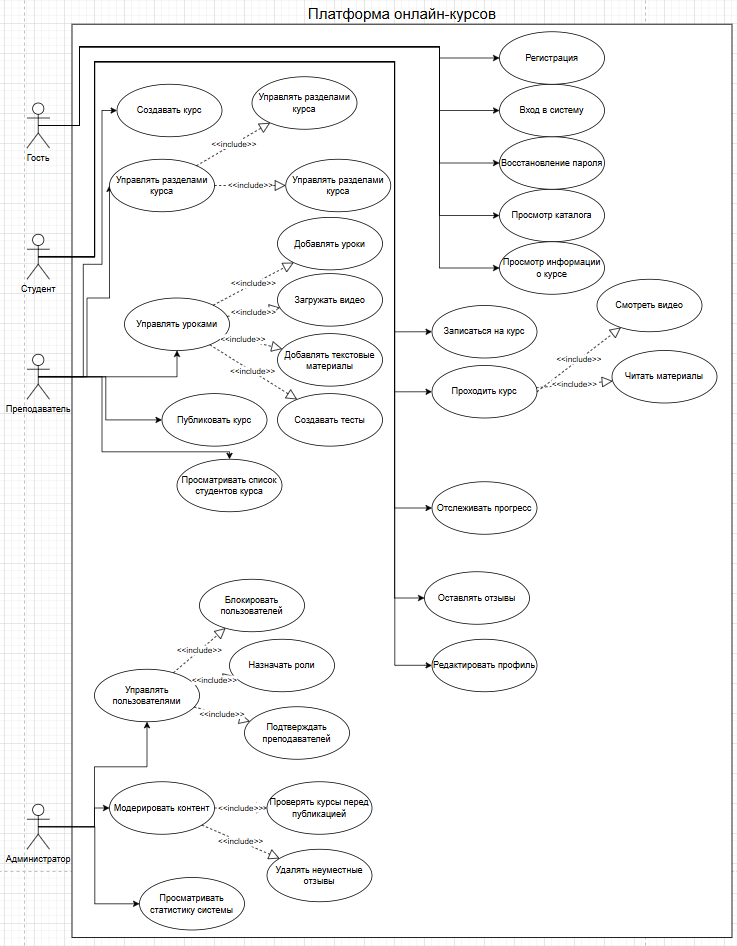 Платформа онлайн-курсов
Регистрация
Вход в систему
Восстановление пароля
Просмотр каталога
Просмотр информации
о курсе
Гость
Студент
Преподаватель
Администратор
Создавать курс
Управлять разделами
курса
<<include>>
Управлять разделами
курса
<<include>>
Управлять разделами
курса
Добавлять уроки
<<include>>
Загружать видео
<<include>>
Управлять уроками
<<include>>
Добавлять текстовые
материалы
<<include>>
Создавать тесты
Публиковать курс
Просматривать список
студентов курса
Записаться на курс
Смотреть видео
<<include>>
Проходить курс
<<include>>
Читать материалы
Отслеживать прогресс
Оставлять отзывы
Редактировать профиль
Блокировать
пользователей
<<include>>
Назначать роли
<<include>>
Управлять
пользователями
<<include>>
Подтверждать
преподавателей
Модерировать контент
<<include>>
Проверять курсы перед
публикацией
<<include>>
Удалять неуместные
отзывы
Просматривать
статистику системы